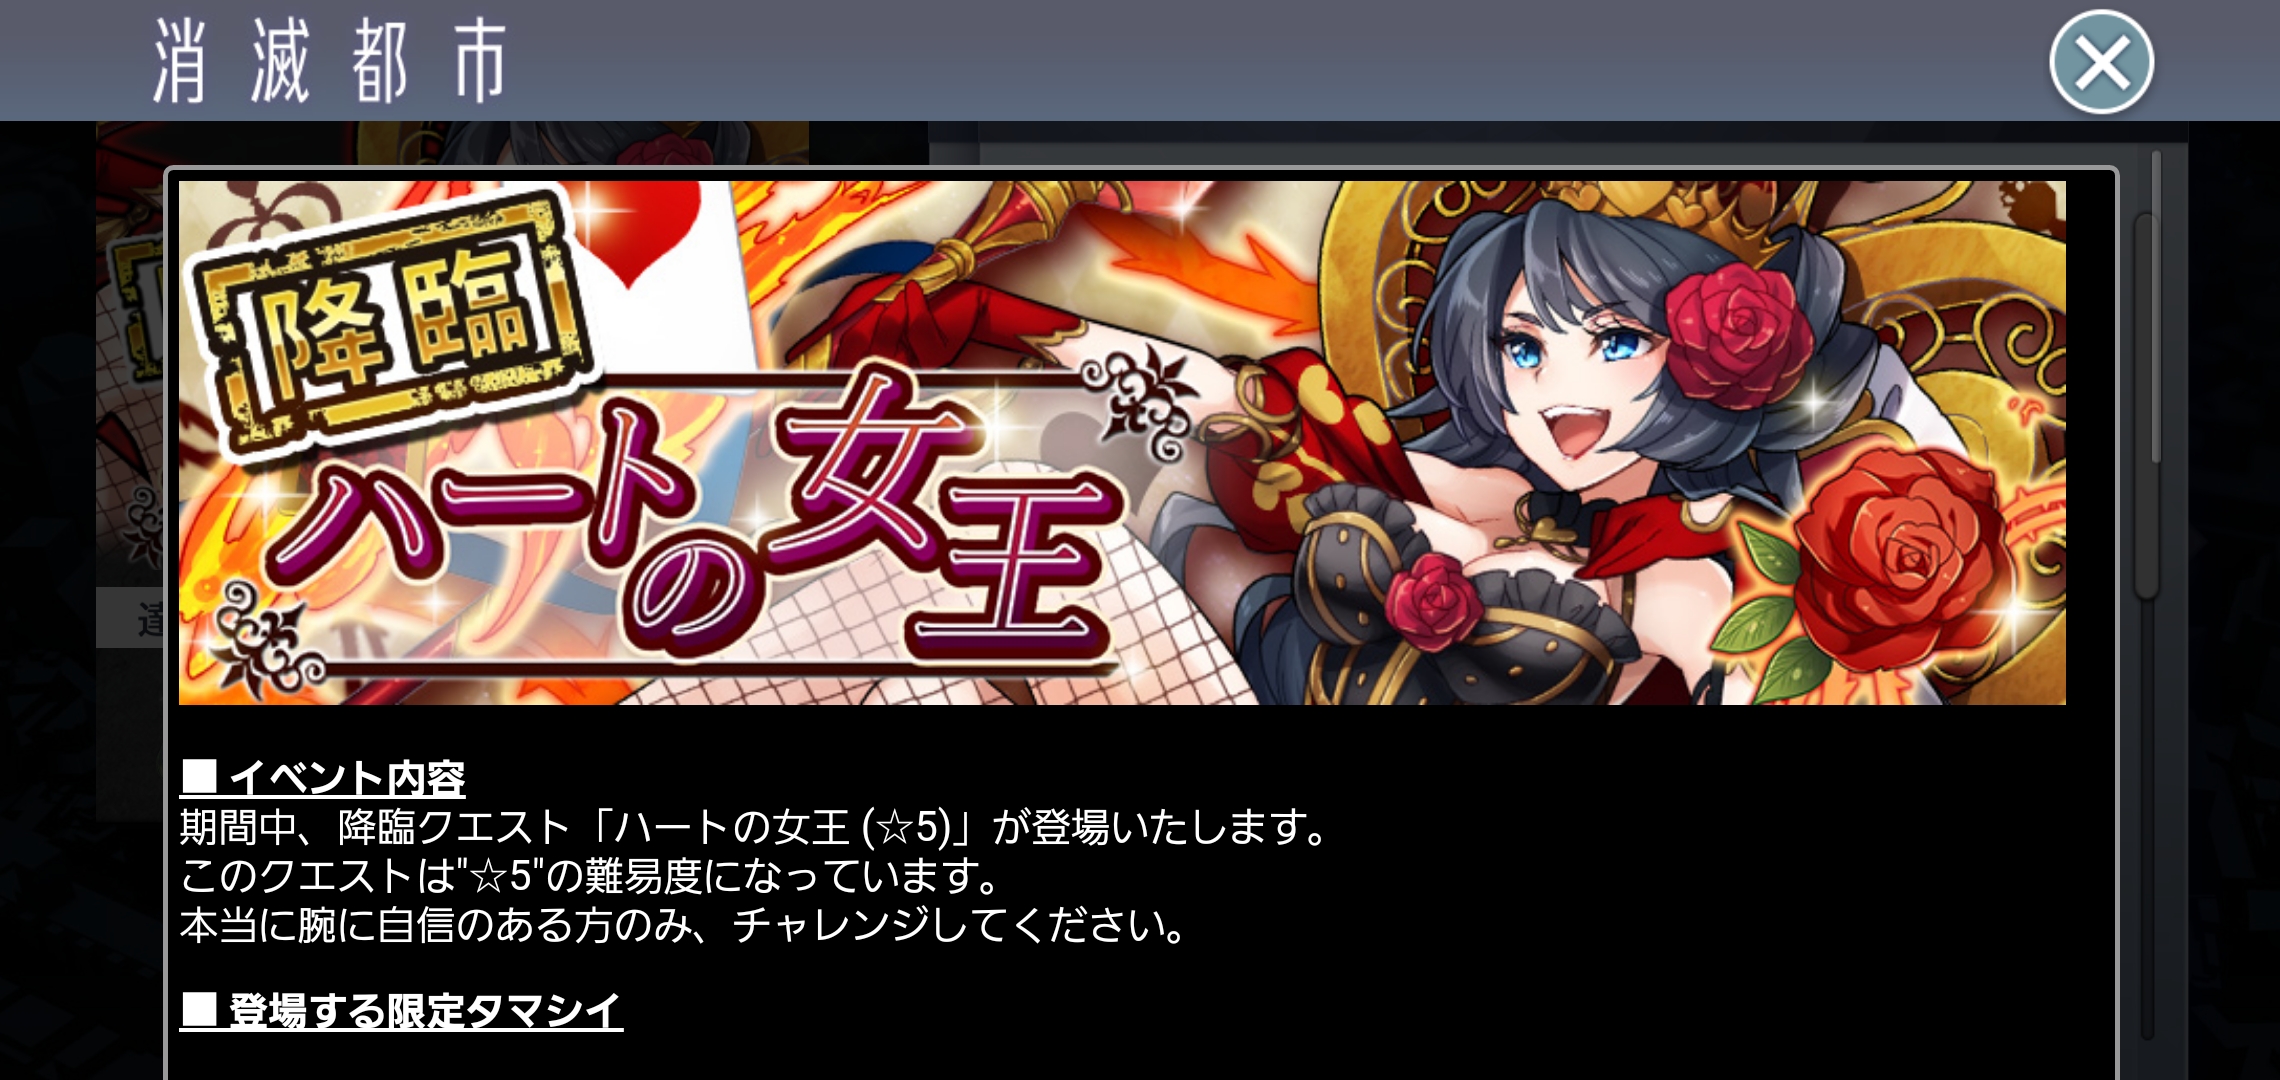 消滅都市
降臨
ハートの女王
■ イベント内容
期間中、降臨クエスト「ハートの女王 (☆5)」が登場いたします。
このクエストは"☆5"の難易度になっています。
本当に腕に自信のある方のみ、チャレンジしてください。
■ 登場する限定タマシイ